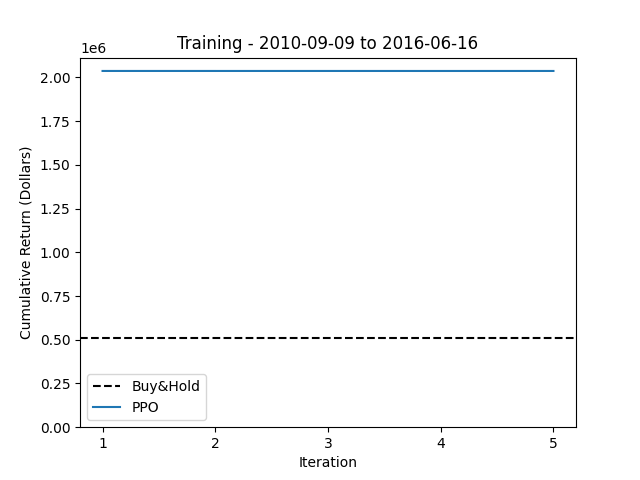 Training - 2010-09-09 to 2016-06-16
1e6
2.00
1.75
1.50
1.25
1.00
0.75
0.50
0.25
0.00
Cumulative Return (Dollars)
Buy&Hold
PPO
1 2 3 4 5
Iteration